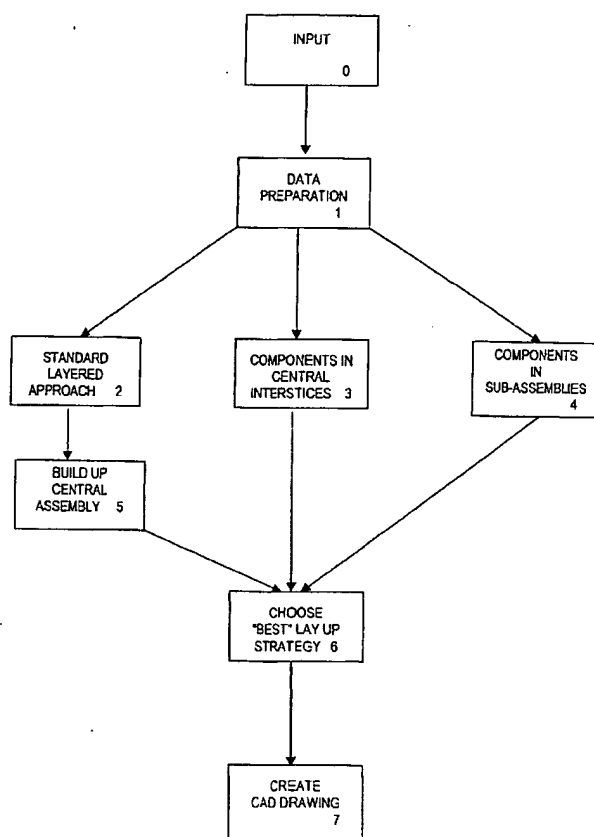 INPUT
0
DATA
PREPARATION
1
STANDARD
LAYERED
APPROACH 2
COMPONENTS IN
CENTRAL
INTERSTICES 3
COMPONENTS
IN
SUB-ASSEMBLIES
4
BUILD UP
CENTRAL
ASSEMBLY 5
CHOOSE
"BEST" LAY UP
STRATEGY 6
CREATE
CAD DRAWING
7